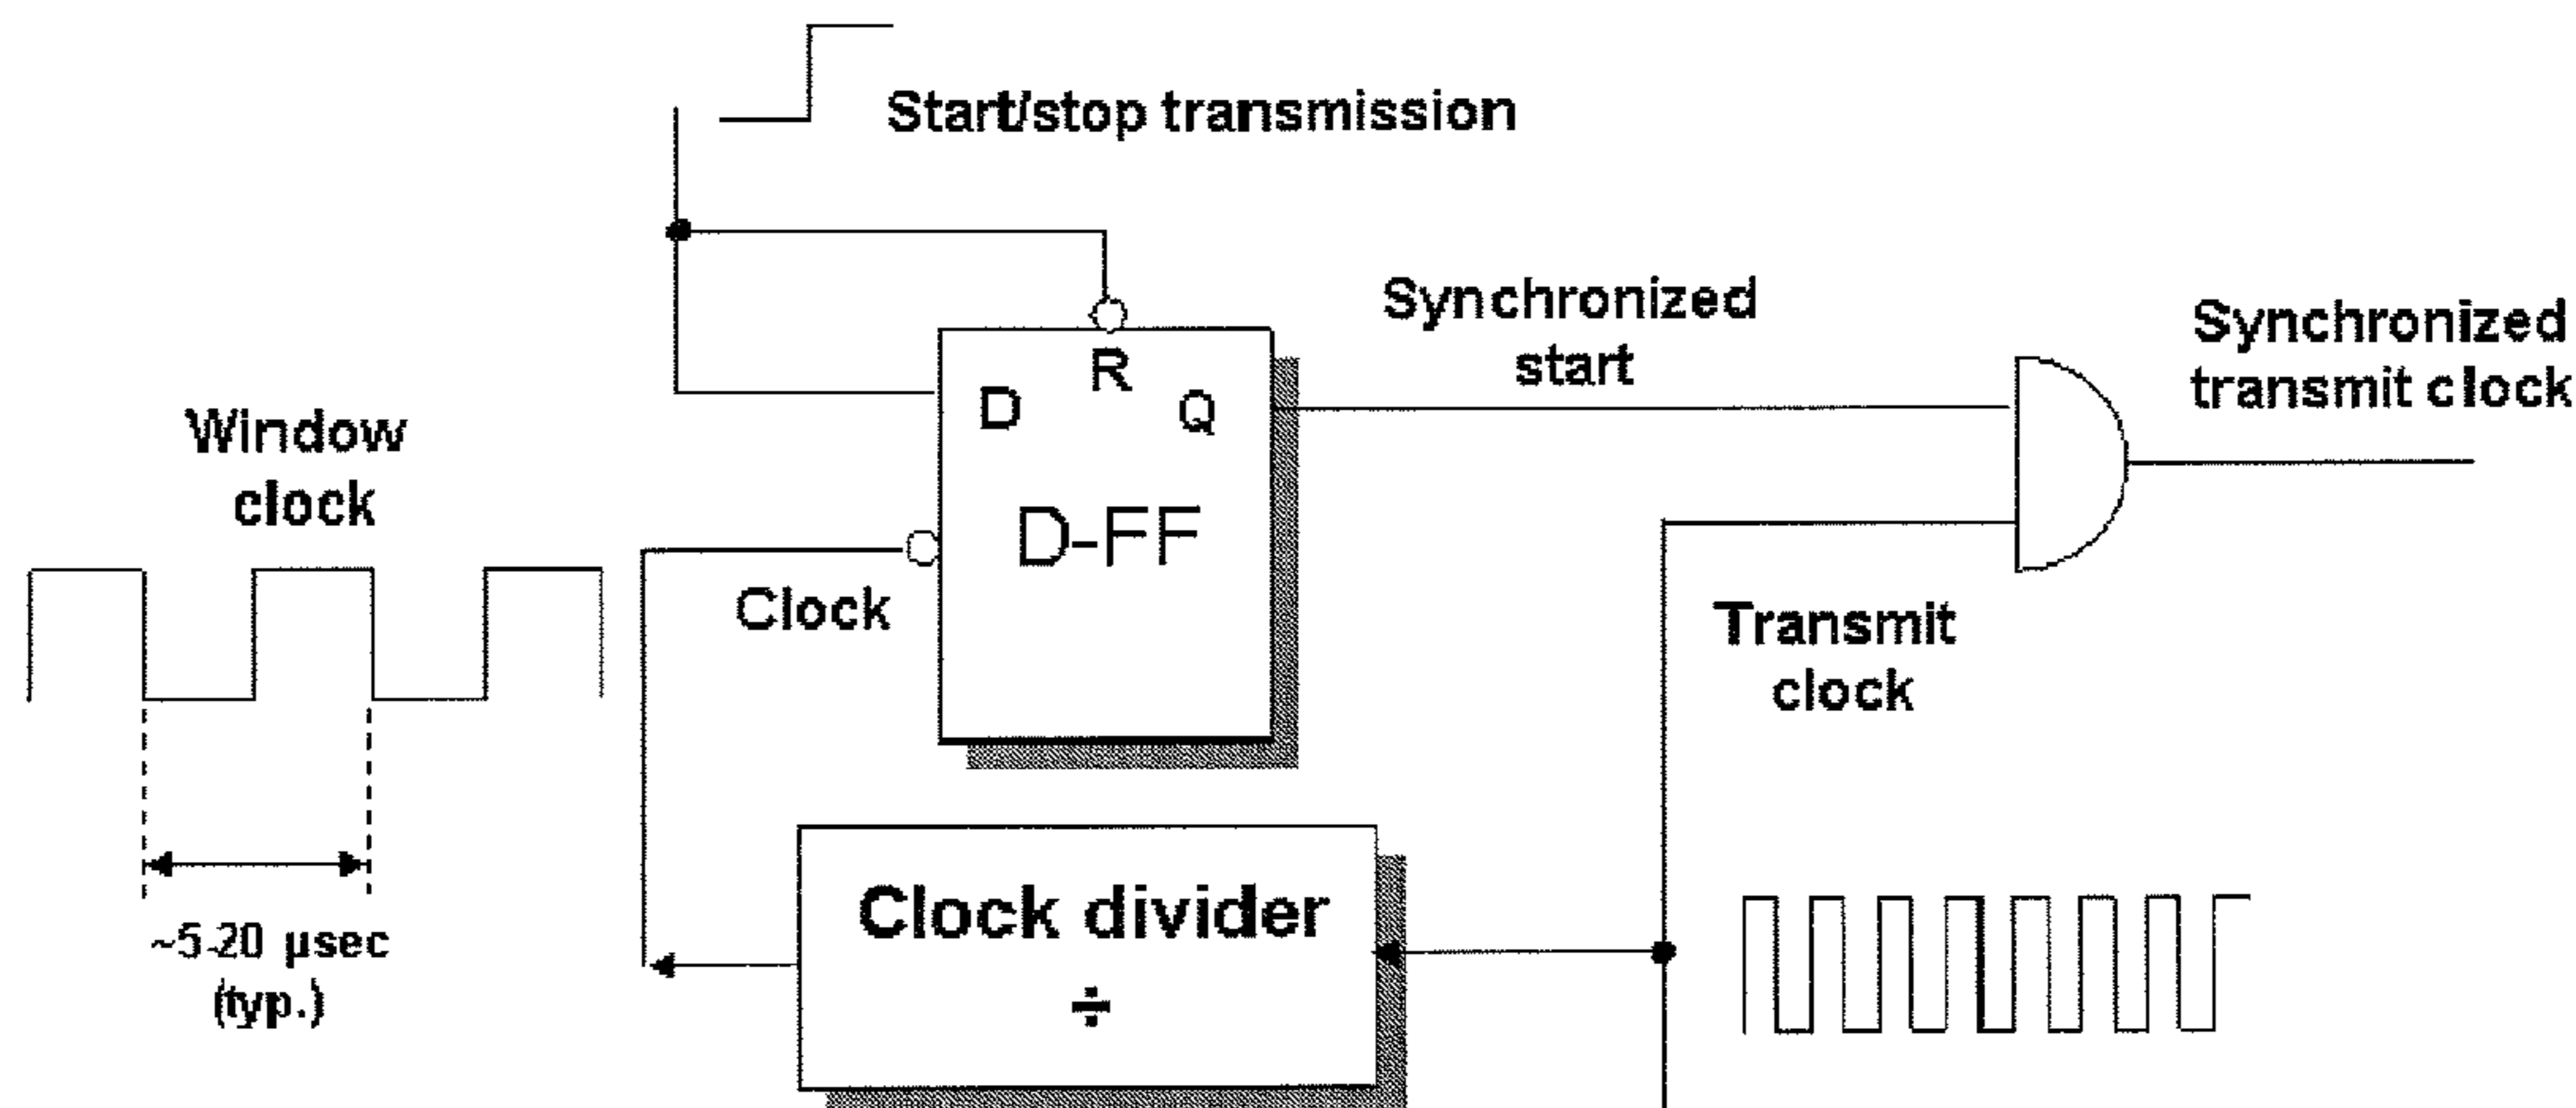 Start/stop transmission
Synchronized
start
Synchronized
transmit clock
Window
clock
D
R
Q
D-FF
Clock
Transmit
clock
Clock divider
÷
~5-20 μsec
(typ.)